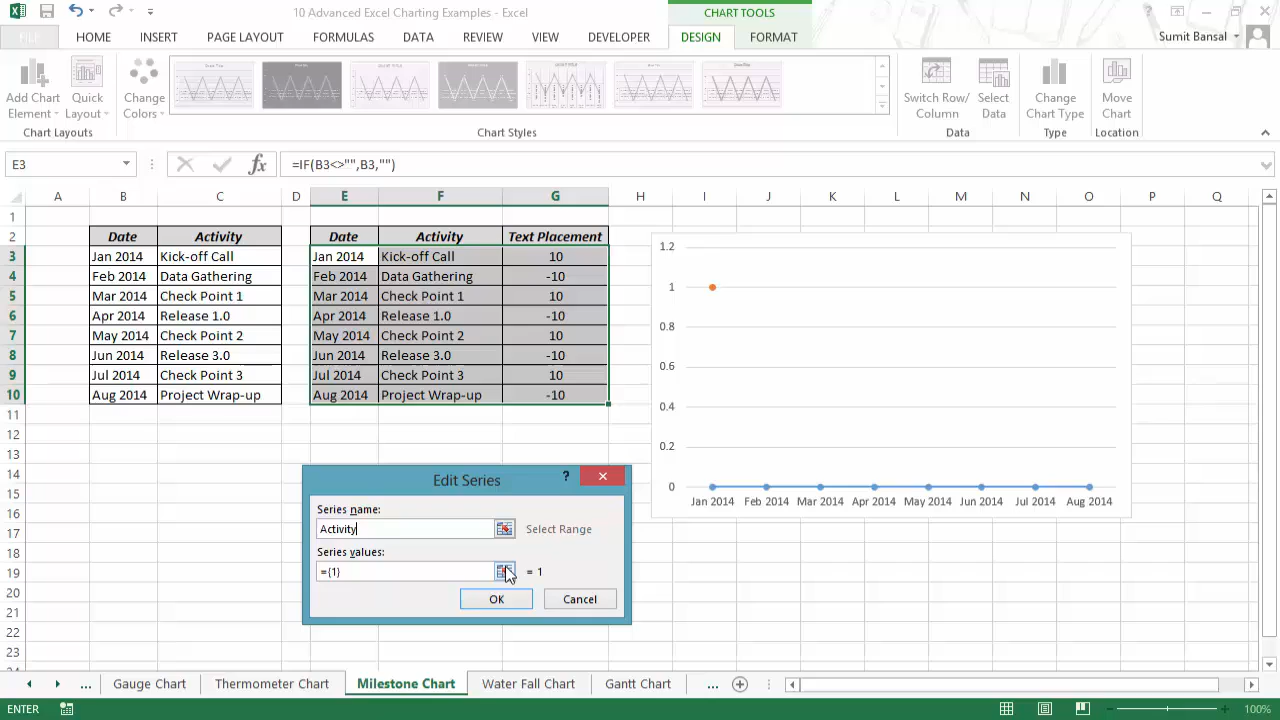 10 Advanced Excel Charting Examples - Excel
CHART TOOLS
?
FILE HOME INSERT PAGE LAYOUT FORMULAS DATA REVIEW VIEW DEVELOPER DESIGN FORMAT
Sumit Bansal
Add Chart Element
Quick Layout
Chart Layouts
Change Colors
Chart Styles
Switch Row/ Column
Select Data
Data
Change Chart Type
Type
Move Chart
Location
E3
fx
=IF(B3<>"",B3,"")
A B C D E F G H I J K L M N O P Q
1
2 Date Activity Date Activity Text Placement
3 Jan 2014 Kick-off Call Jan 2014 Kick-off Call 10
4 Feb 2014 Data Gathering Feb 2014 Data Gathering -10
5 Mar 2014 Check Point 1 Mar 2014 Check Point 1 10
6 Apr 2014 Release 1.0 Apr 2014 Release 1.0 -10
7 May 2014 Check Point 2 May 2014 Check Point 2 10
8 Jun 2014 Release 3.0 Jun 2014 Release 3.0 -10
9 Jul 2014 Check Point 3 Jul 2014 Check Point 3 10
10 Aug 2014 Project Wrap-up Aug 2014 Project Wrap-up -10
11
12
13
14
15
16
17
18
19
20
21
22
23
1.2
1
0.8
0.6
0.4
0.2
0
Jan 2014 Feb 2014 Mar 2014 Apr 2014 May 2014 Jun 2014 Jul 2014 Aug 2014
Edit Series
?
Series name:
Activity
Select Range
Series values:
={1}
= 1
OK
Cancel
... Gauge Chart Thermometer Chart Milestone Chart Water Fall Chart Gantt Chart ...
ENTER
100%